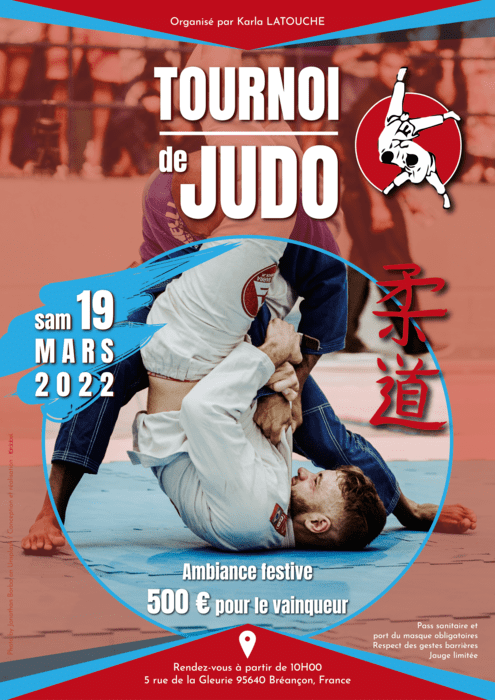 Organisé par Karla LATOUCHE
TOURNOI
de JUDO
sam 19
MARS
2022
柔
道
Ambiance festive
500 € pour le vainqueur
Pass sanitaire et
port du masque obligatoires
Respect des gestes barrières
Jauge limitée
Rendez-vous à partir de 10H00
5 rue de la Gleurie 95640 Bréançon, France